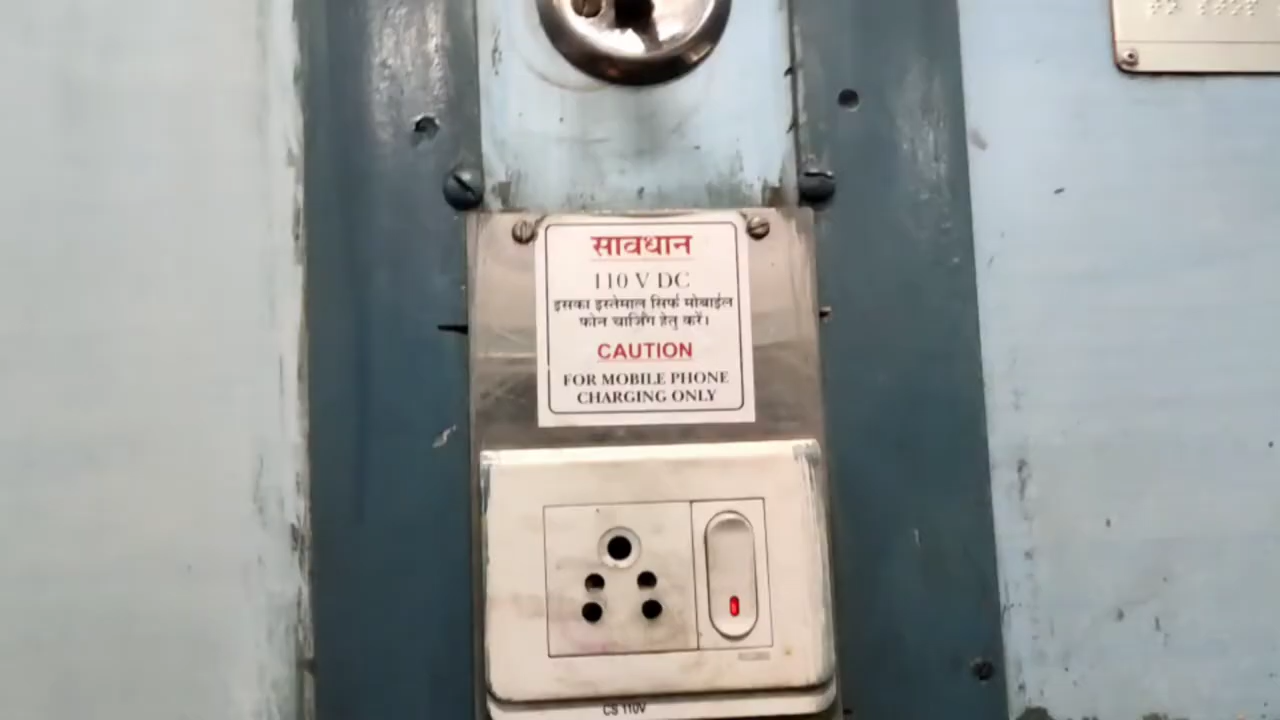 सावधान
110 V DC
इसका इस्तेमाल सिर्फ मोबाईल
फोन चार्जिंग हेतु करें।
CAUTION
FOR MOBILE PHONE
CHARGING ONLY
CS 110V